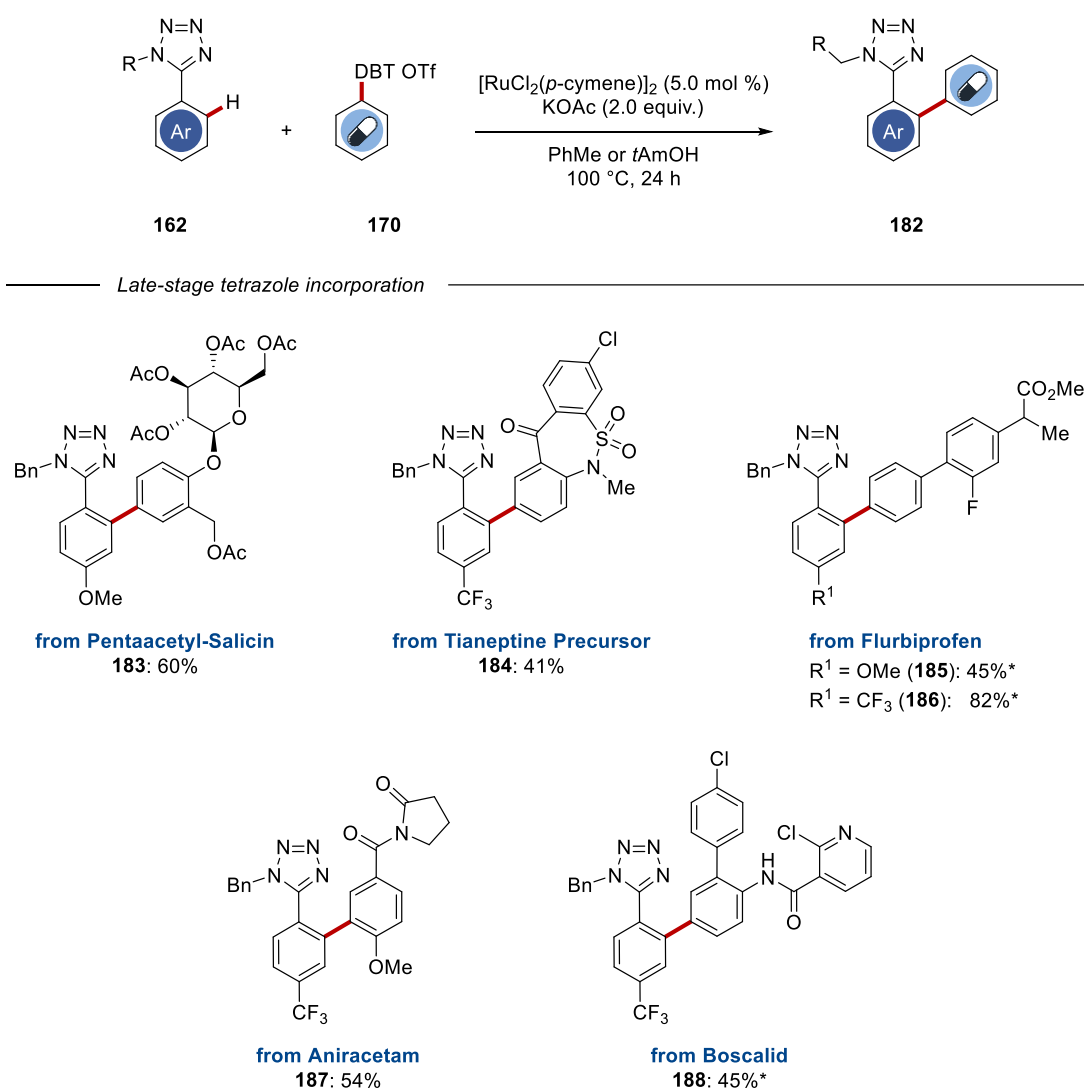 N=N
R N N
H
Ar
162
+
DBT OTf
170
[RuCl2(p-cymene)]2 (5.0 mol %)
KOAc (2.0 equiv.)
PhMe or tAmOH
100 °C, 24 h
N=N
R N N
Ar
182
Late-stage tetrazole incorporation
OAc
OAc
AcO
AcO
O
O
N=N
Bn N N
OAc
OMe
from Pentaacetyl-Salicin
183: 60%
Cl
O
O
S
O
N
Me
N=N
Bn N N
CF3
from Tianeptine Precursor
184: 41%
CO2Me
Me
F
N=N
Bn N N
R1
from Flurbiprofen
R1 = OMe (185): 45%*
R1 = CF3 (186): 82%*
O
O
N
N=N
Bn N N
OMe
CF3
from Aniracetam
187: 54%
Cl
Cl N
H
N
O
N=N
Bn N N
CF3
from Boscalid
188: 45%*